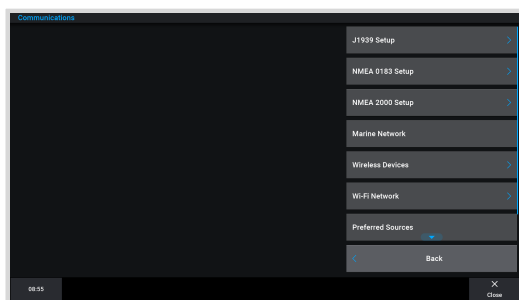 Communications
J1939 Setup
NMEA 0183 Setup
NMEA 2000 Setup
Marine Network
Wireless Devices
Wi-Fi Network
Preferred Sources
Back
08:55
Close